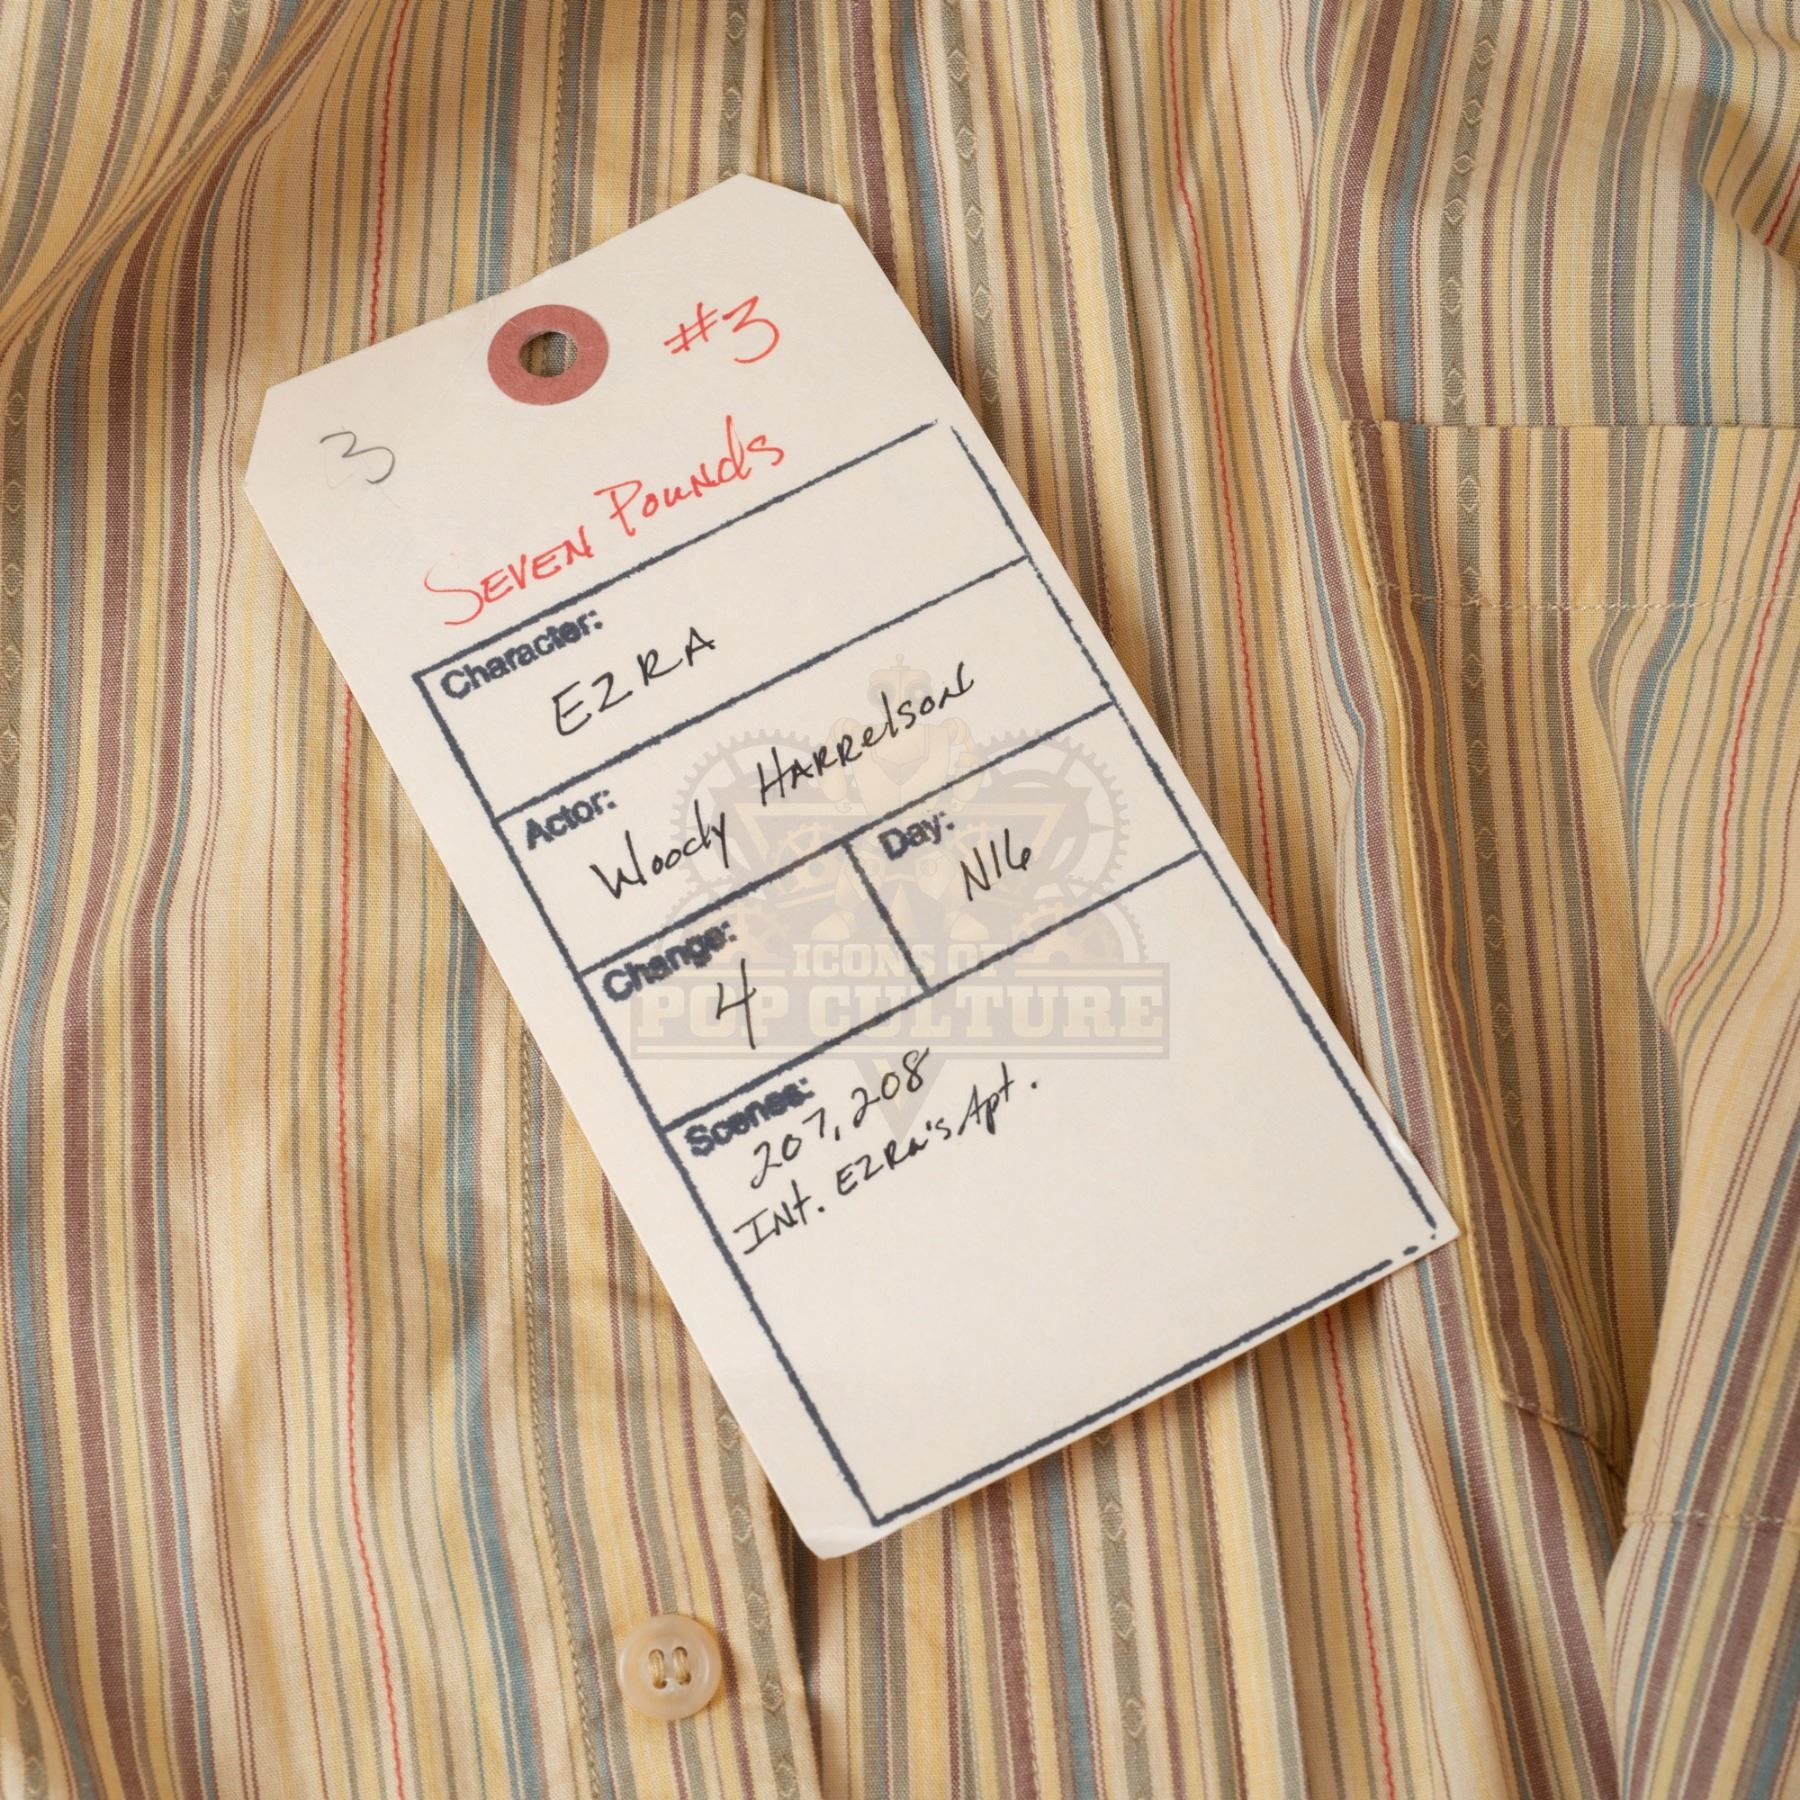 #3
3
SEVEN POUNDS
Character:
EZRA
Actor:
Woody HARRelson
Change:
4
Day:
N16
Scenes:
207, 208
INt. EZRa's Apt.
ICONS OF
POP CULTURE